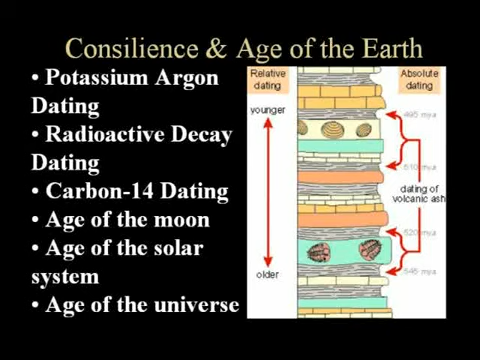 Consilience & Age of the Earth
• Potassium Argon
Dating
• Radioactive Decay
Dating
• Carbon-14 Dating
• Age of the moon
• Age of the solar
system
• Age of the universe
Relative
dating
younger
older
Absolute
dating
495 mya
510 mya
dating of
volcanic ash
520 mya
545 mya